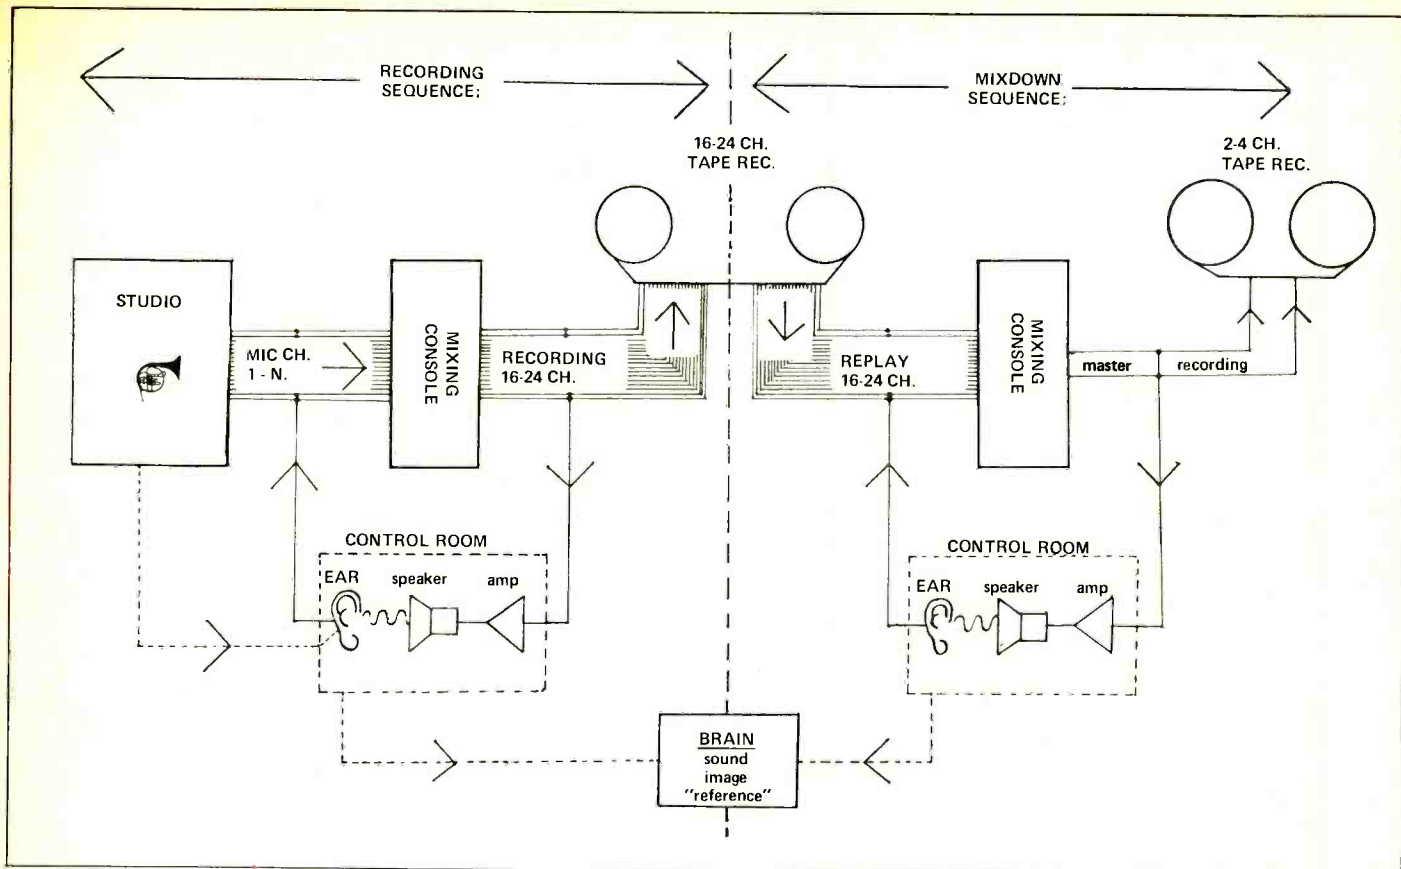 RECORDING
SEQUENCE:
MIXDOWN
SEQUENCE:
16-24 CH.
TAPE REC.
2-4 CH.
TAPE REC.
STUDIO
MIC CH.
1 - N.
MIXING
CONSOLE
RECORDING
16-24 CH.
REPLAY
16-24 CH.
MIXING
CONSOLE
master recording
CONTROL ROOM
EAR speaker amp
CONTROL ROOM
EAR speaker amp
BRAIN
sound
image
"reference"